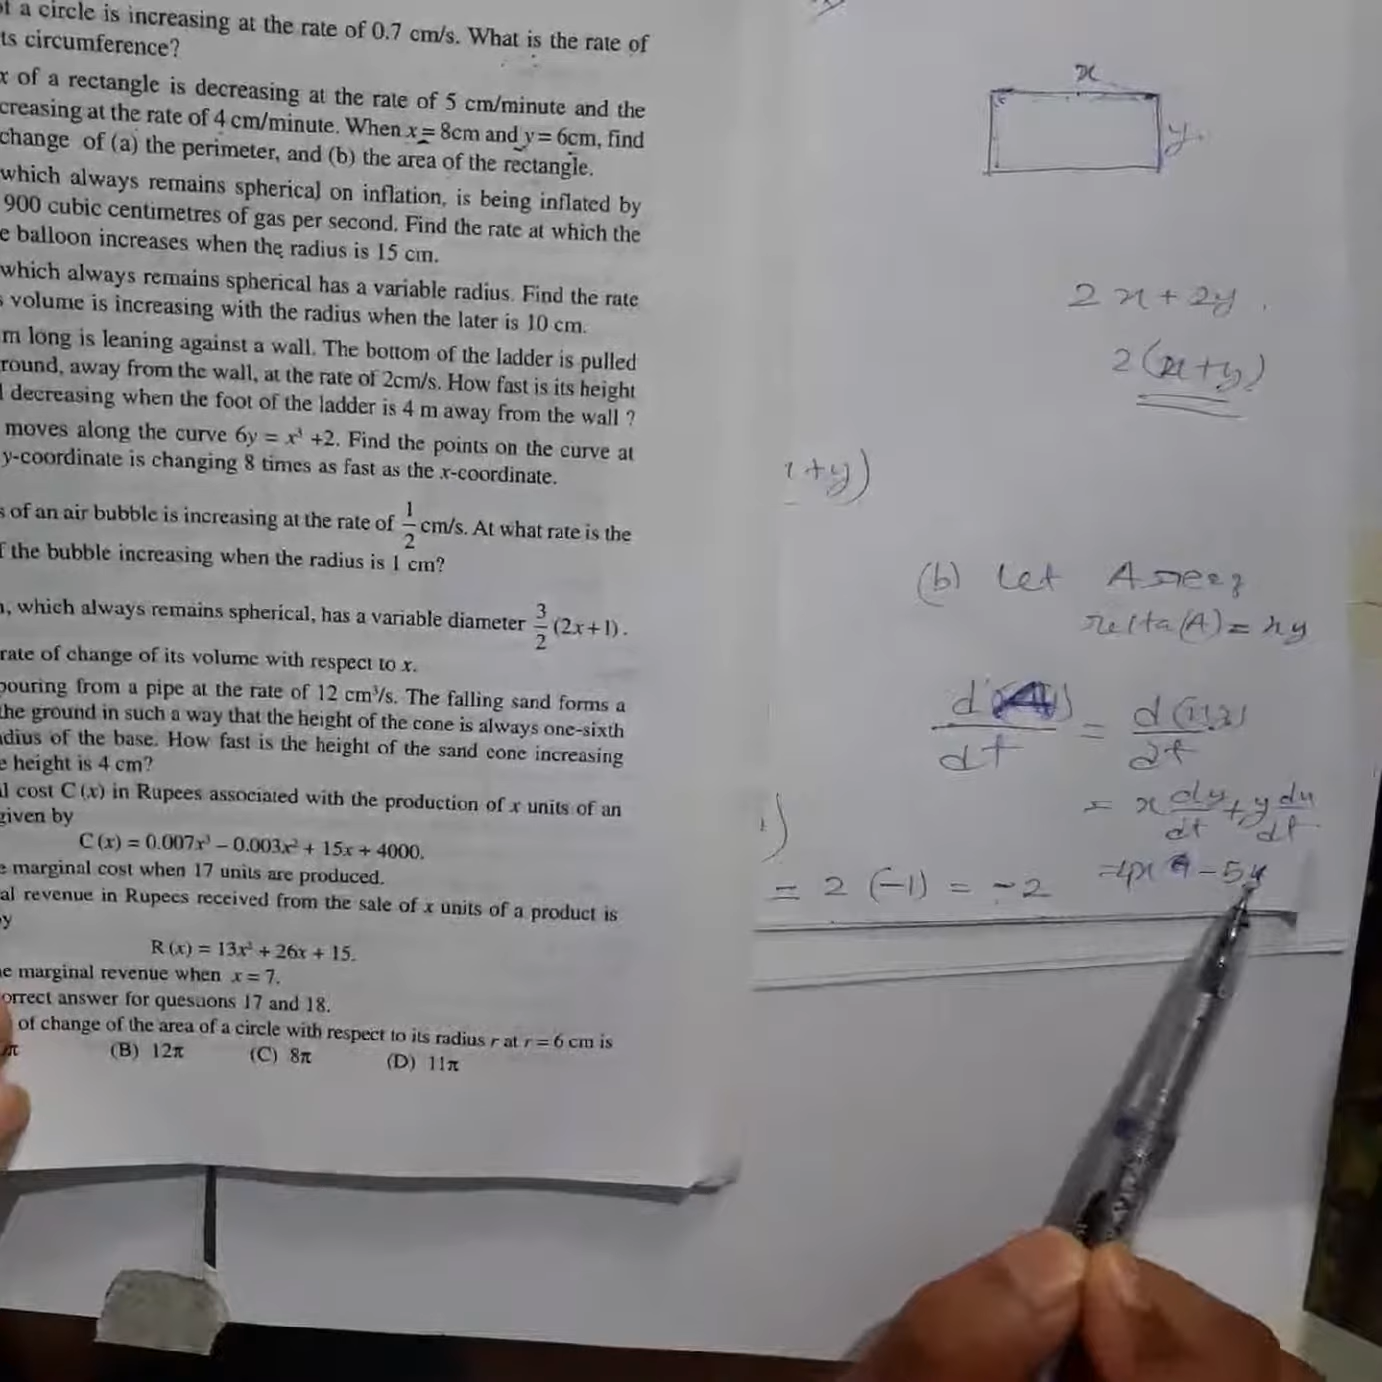 of a circle is increasing at the rate of 0.7 cm/s. What is the rate of
ts circumference?
x of a rectangle is decreasing at the rate of 5 cm/minute and the
creasing at the rate of 4 cm/minute. When x = 8cm and y = 6cm, find
change of (a) the perimeter, and (b) the area of the rectangle.
which always remains spherical on inflation, is being inflated by
900 cubic centimetres of gas per second. Find the rate at which the
e balloon increases when the radius is 15 cm.
which always remains spherical has a variable radius. Find the rate
s volume is increasing with the radius when the later is 10 cm.
m long is leaning against a wall. The bottom of the ladder is pulled
round, away from the wall, at the rate of 2cm/s. How fast is its height
l decreasing when the foot of the ladder is 4 m away from the wall ?
moves along the curve 6y = x³ +2. Find the points on the curve at
y-coordinate is changing 8 times as fast as the x-coordinate.
s of an air bubble is increasing at the rate of 1/2 cm/s. At what rate is the
f the bubble increasing when the radius is 1 cm?
n, which always remains spherical, has a variable diameter 3/2 (2x+1).
rate of change of its volume with respect to x.
pouring from a pipe at the rate of 12 cm³/s. The falling sand forms a
the ground in such a way that the height of the cone is always one-sixth
adius of the base. How fast is the height of the sand cone increasing
e height is 4 cm?
l cost C (x) in Rupees associated with the production of x units of an
given by
C (x) = 0.007x³ – 0.003x² + 15x + 4000.
e marginal cost when 17 units are produced.
al revenue in Rupees received from the sale of x units of a product is
y
R (x) = 13x² + 26x + 15.
e marginal revenue when x = 7.
orrect answer for questions 17 and 18.
of change of the area of a circle with respect to its radius r at r = 6 cm is
π (B) 12π (C) 8π (D) 11π
x
y
2x + 2y
2(x+y)
+y)
(b) Let
(A) = xy
d /dt = d(xy)/dt
= x dy/dt + y dx/dt
= 4x - 5y
= 2 (-1) = -2